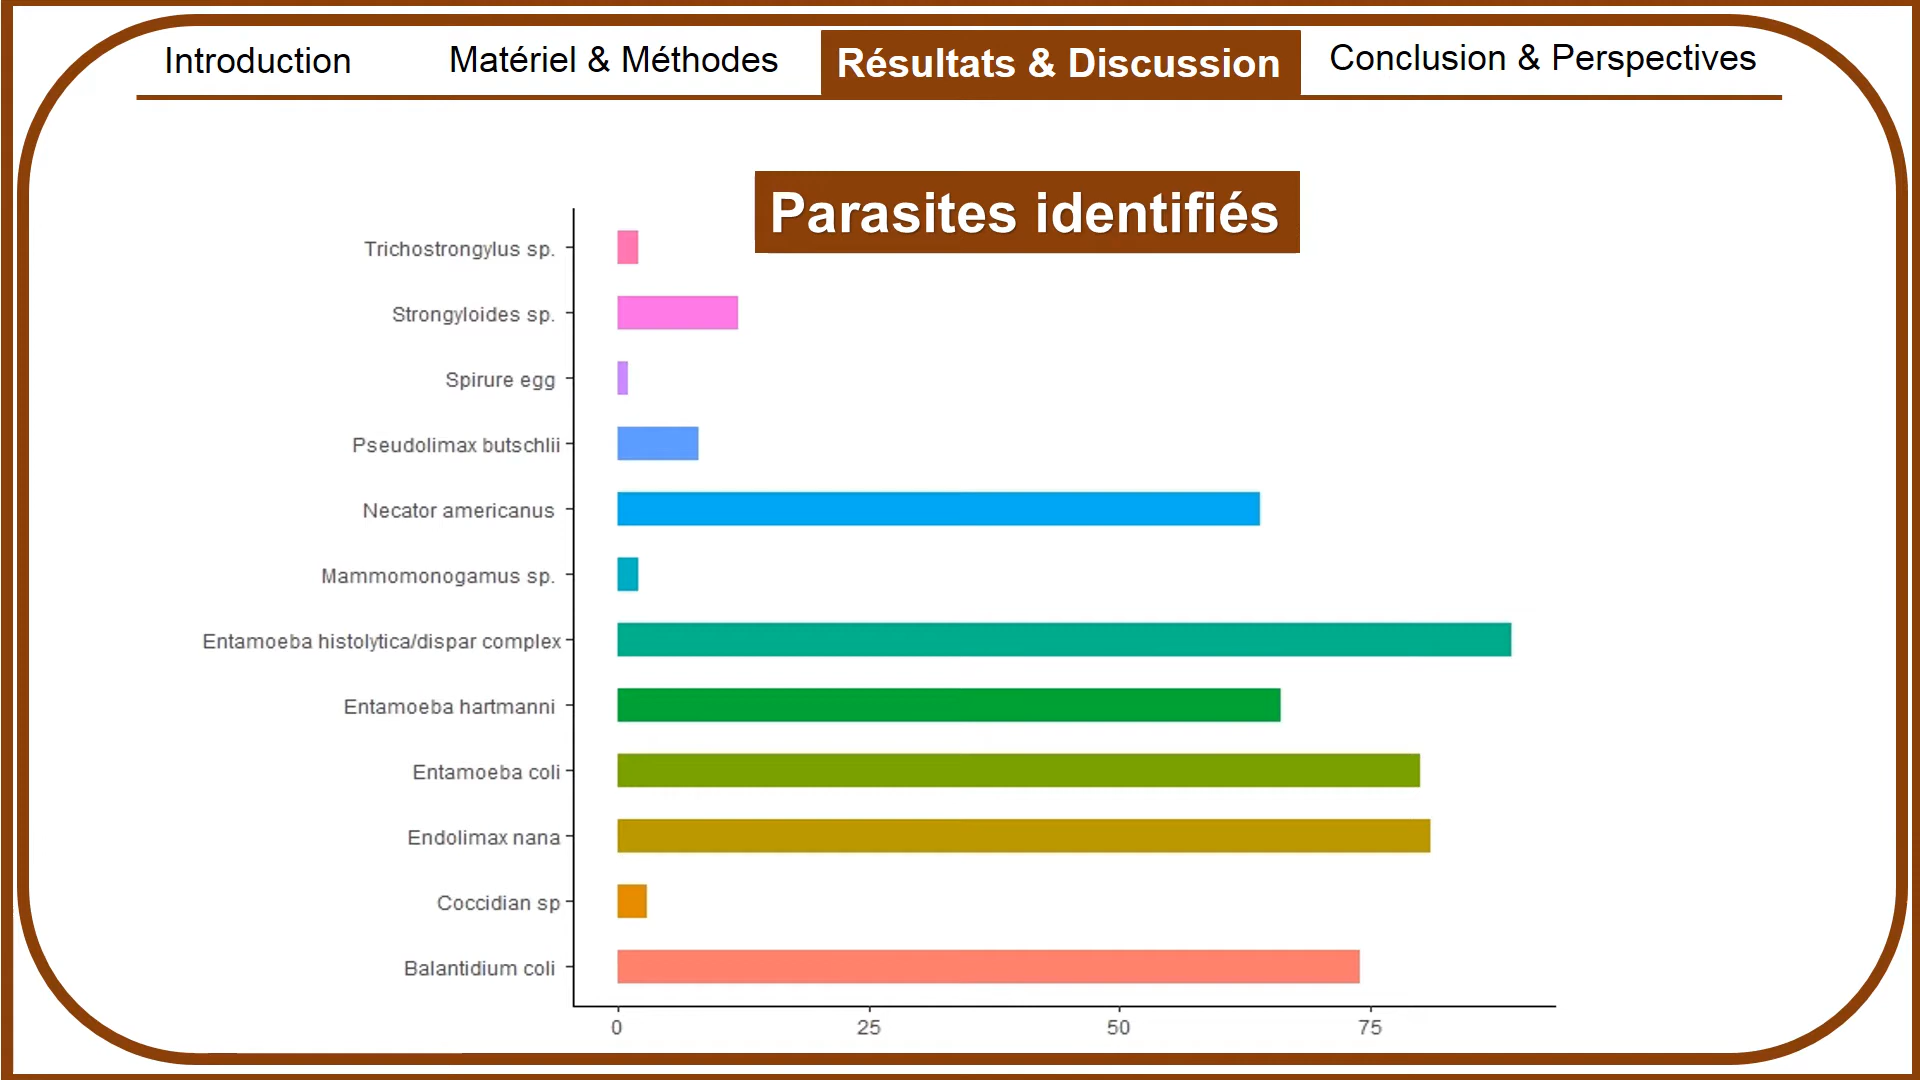 Introduction
Matériel & Méthodes
Résultats & Discussion
Conclusion & Perspectives
Parasites identifiés
Trichostrongylus sp.
Strongyloides sp.
Spirure egg
Pseudolimax butschlii
Necator americanus
Mammomonogamus sp.
Entamoeba histolytica/dispar complex
Entamoeba hartmanni
Entamoeba coli
Endolimax nana
Coccidian sp
Balantidium coli
0 25 50 75